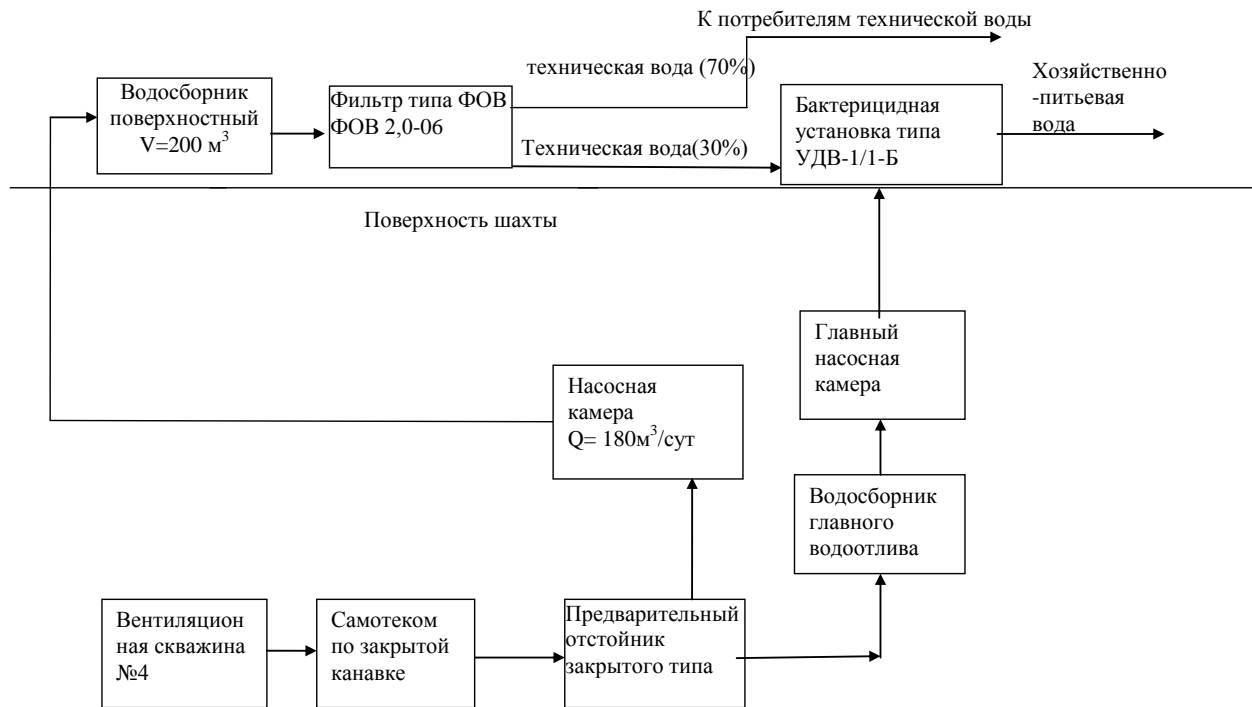 К потребителям технической воды
техническая вода (70%)
Хозяйственно
-питьевая
вода
Водосборник
поверхностный
V=200 м³
Фильтр типа ФОВ
ФОВ 2,0-06
Бактерицидная
установка типа
УДВ-1/1-Б
Техническая вода(30%)
Поверхность шахты
Главный
насосная
камера
Насосная
камера
Q= 180м³/сут
Водосборник
главного
водоотлива
Вентиляцион
ная скважина
№4
Самотеком
по закрытой
канавке
Предварительный
отстойник
закрытого типа